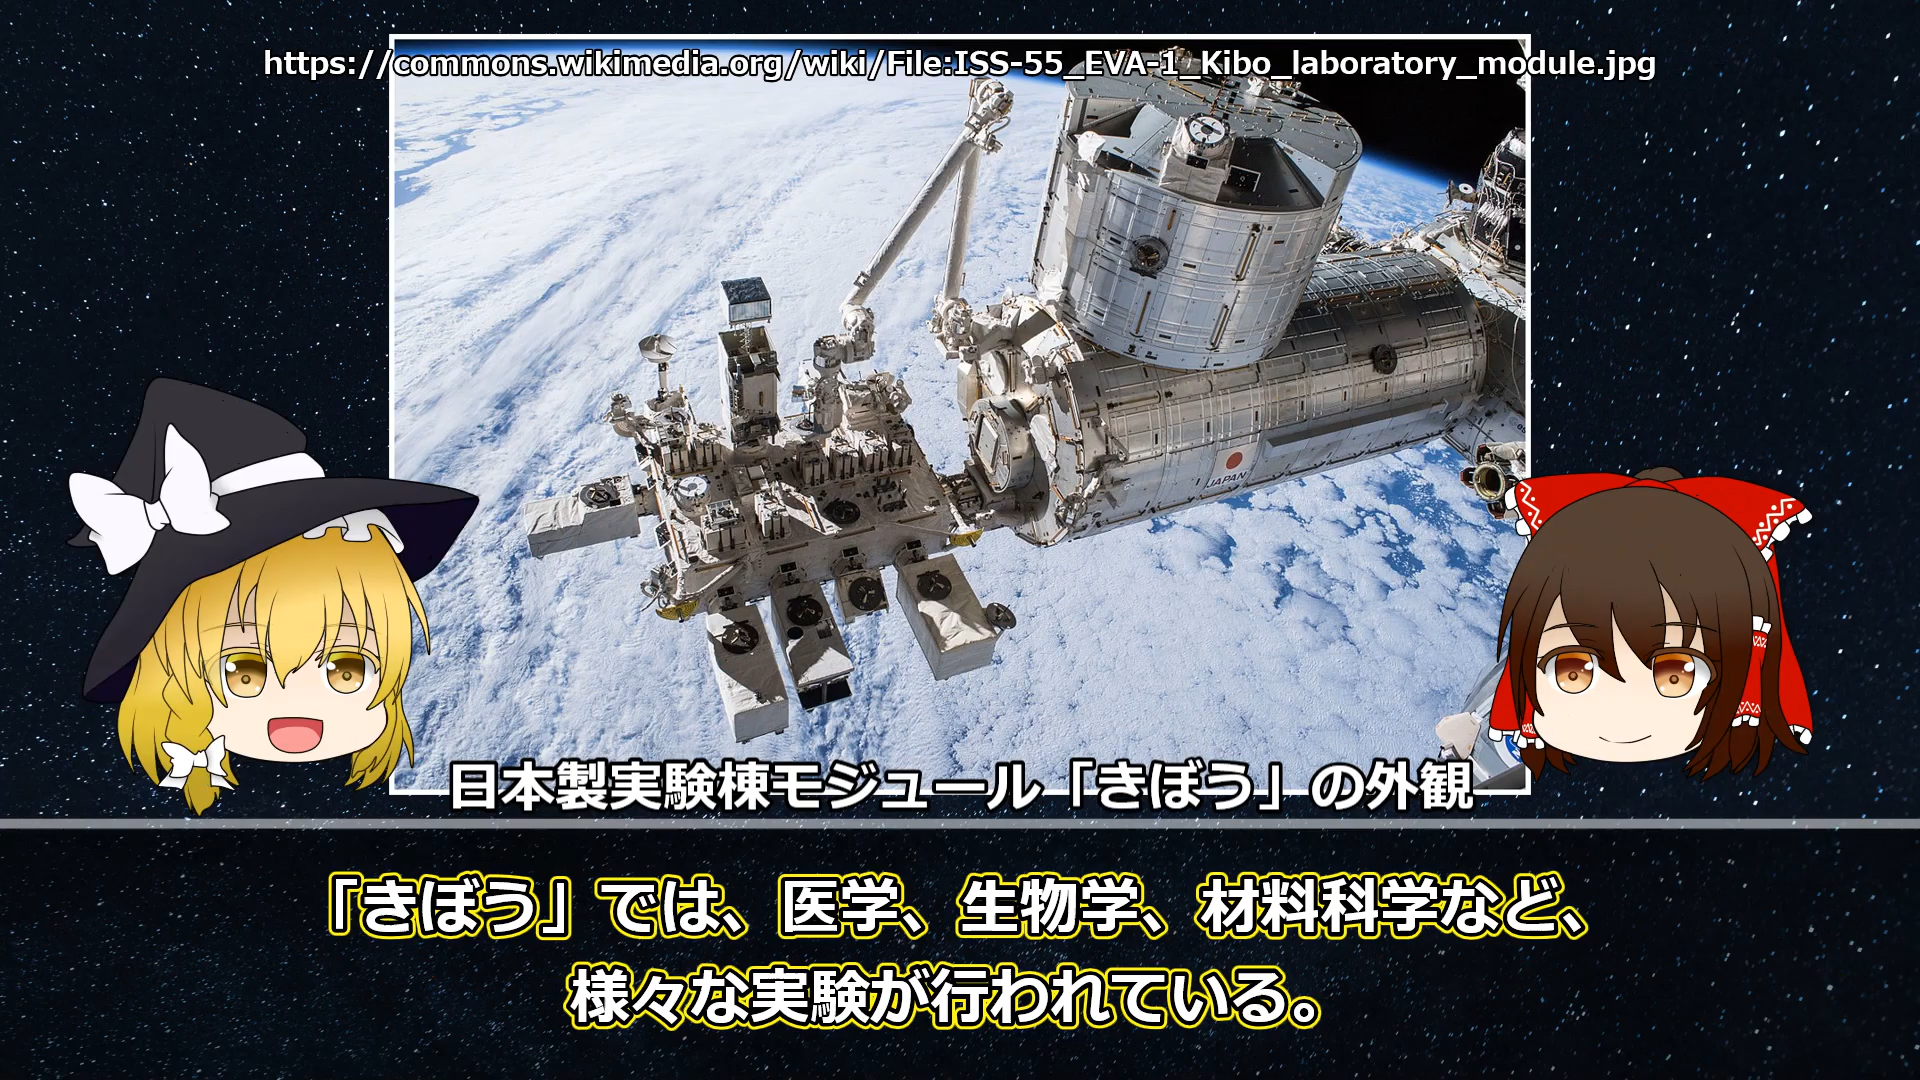 https://commons.wikimedia.org/wiki/File:ISS-55_EVA-1_Kibo_laboratory_module.jpg
JAPAN
日本製実験棟モジュール「きぼう」の外観
「きぼう」では、医学、生物学、材料科学など、
様々な実験が行われている。